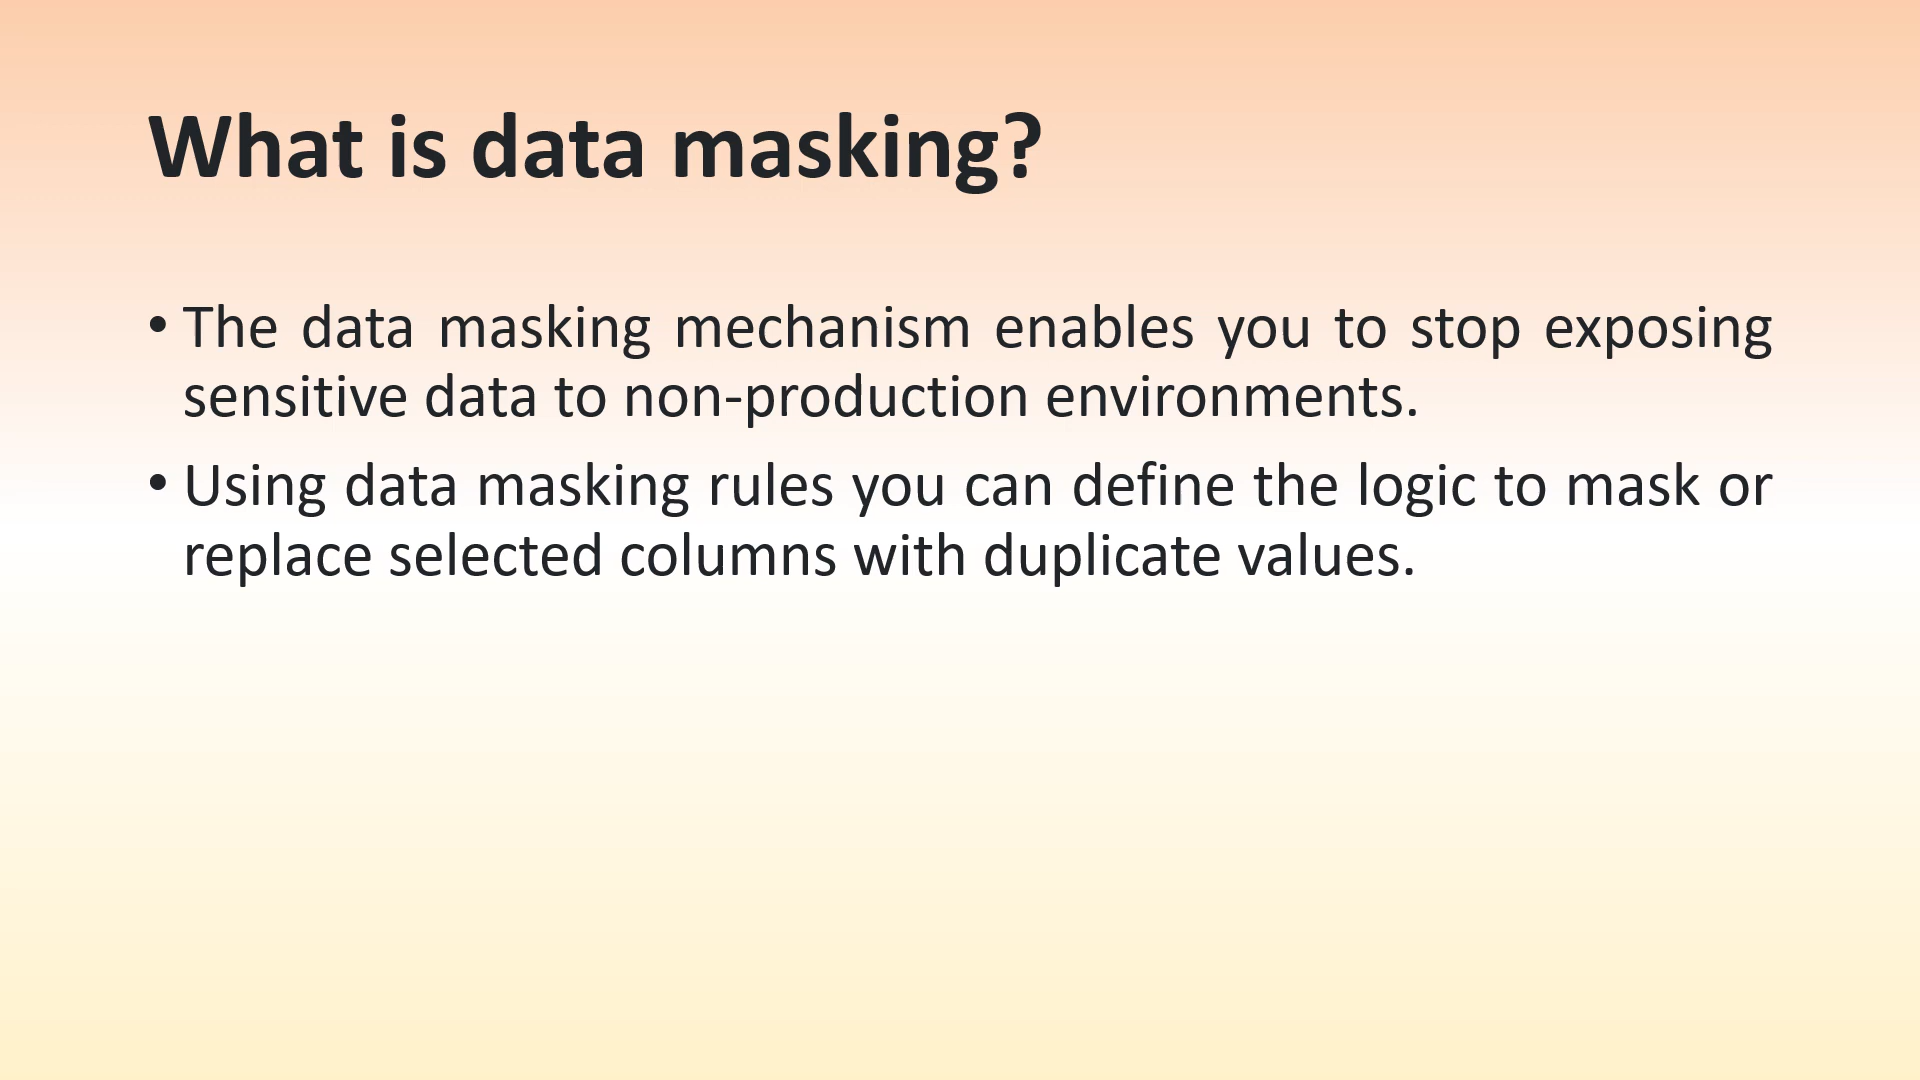 What is data masking?
• The data masking mechanism enables you to stop exposing
sensitive data to non-production environments.
• Using data masking rules you can define the logic to mask or
replace selected columns with duplicate values.